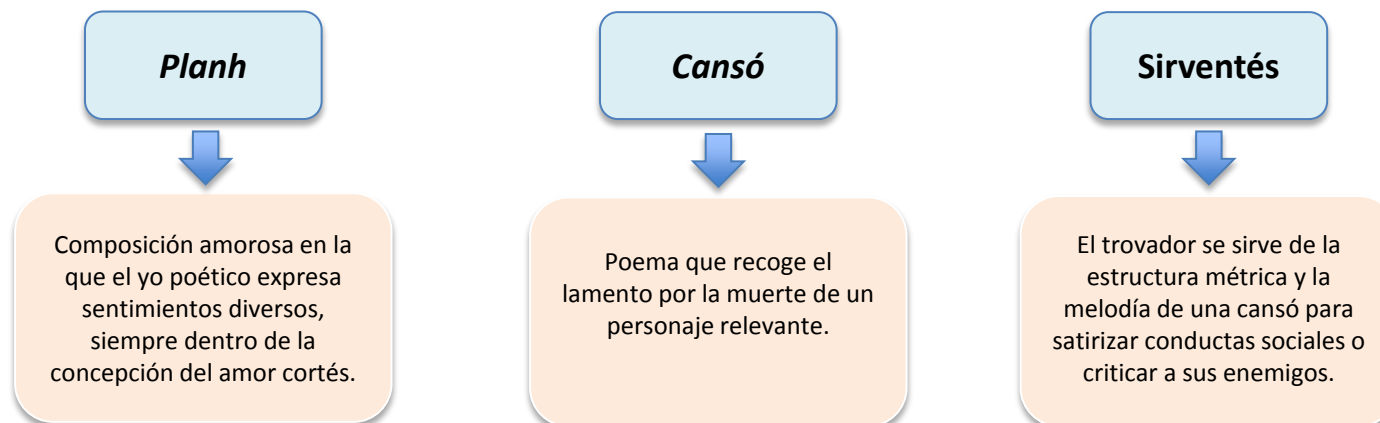 Planh
Cansó
Sirventés
Composición amorosa en la
que el yo poético expresa
sentimientos diversos,
siempre dentro de la
concepción del amor cortés.
Poema que recoge el
lamento por la muerte de un
personaje relevante.
El trovador se sirve de la
estructura métrica y la
melodía de una cansó para
satirizar conductas sociales o
criticar a sus enemigos.